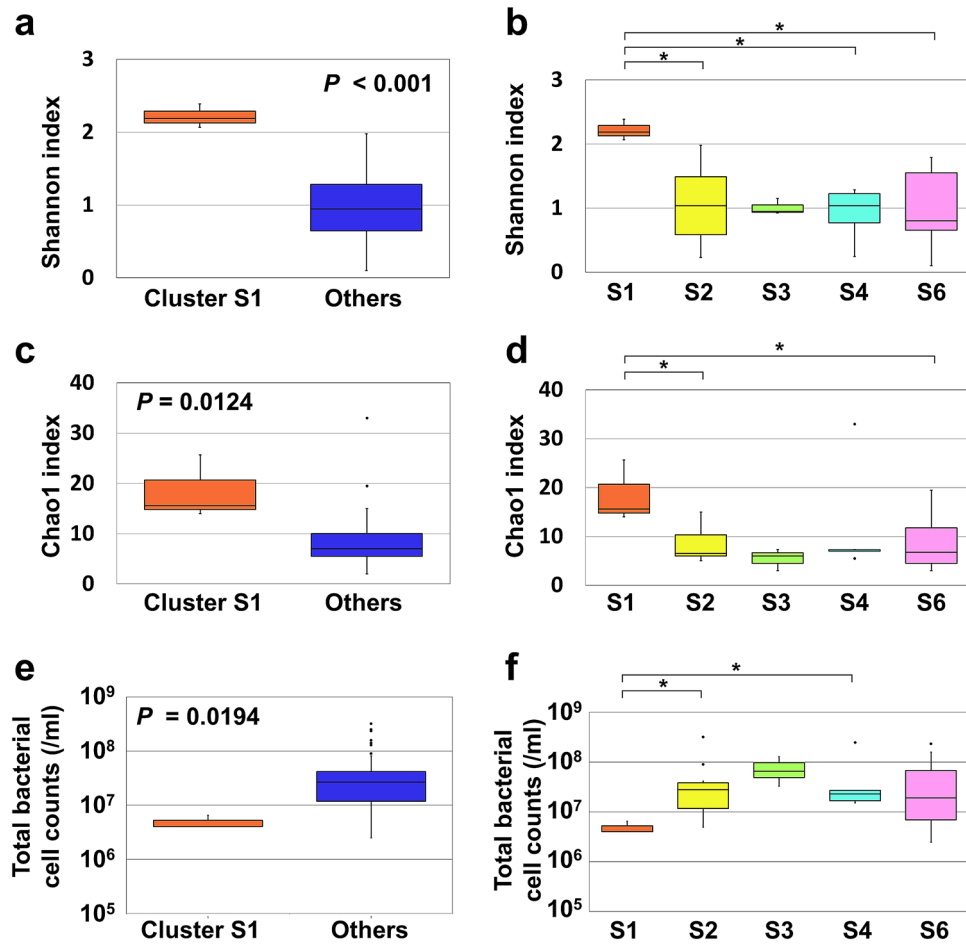 a
3
2
1
0
Shannon index
P < 0.001
Cluster S1 Others
b
* * *
3
2
1
0
Shannon index
S1 S2 S3 S4 S6
c
40
30
20
10
0
Chao1 index
P = 0.0124
Cluster S1 Others
d
* *
40
30
20
10
0
Chao1 index
S1 S2 S3 S4 S6
e
10⁹
10⁸
10⁷
10⁶
10⁵
Total bacterial
cell counts (/ml)
P = 0.0194
Cluster S1 Others
f
* *
10⁹
10⁸
10⁷
10⁶
10⁵
Total bacterial
cell counts (/ml)
S1 S2 S3 S4 S6